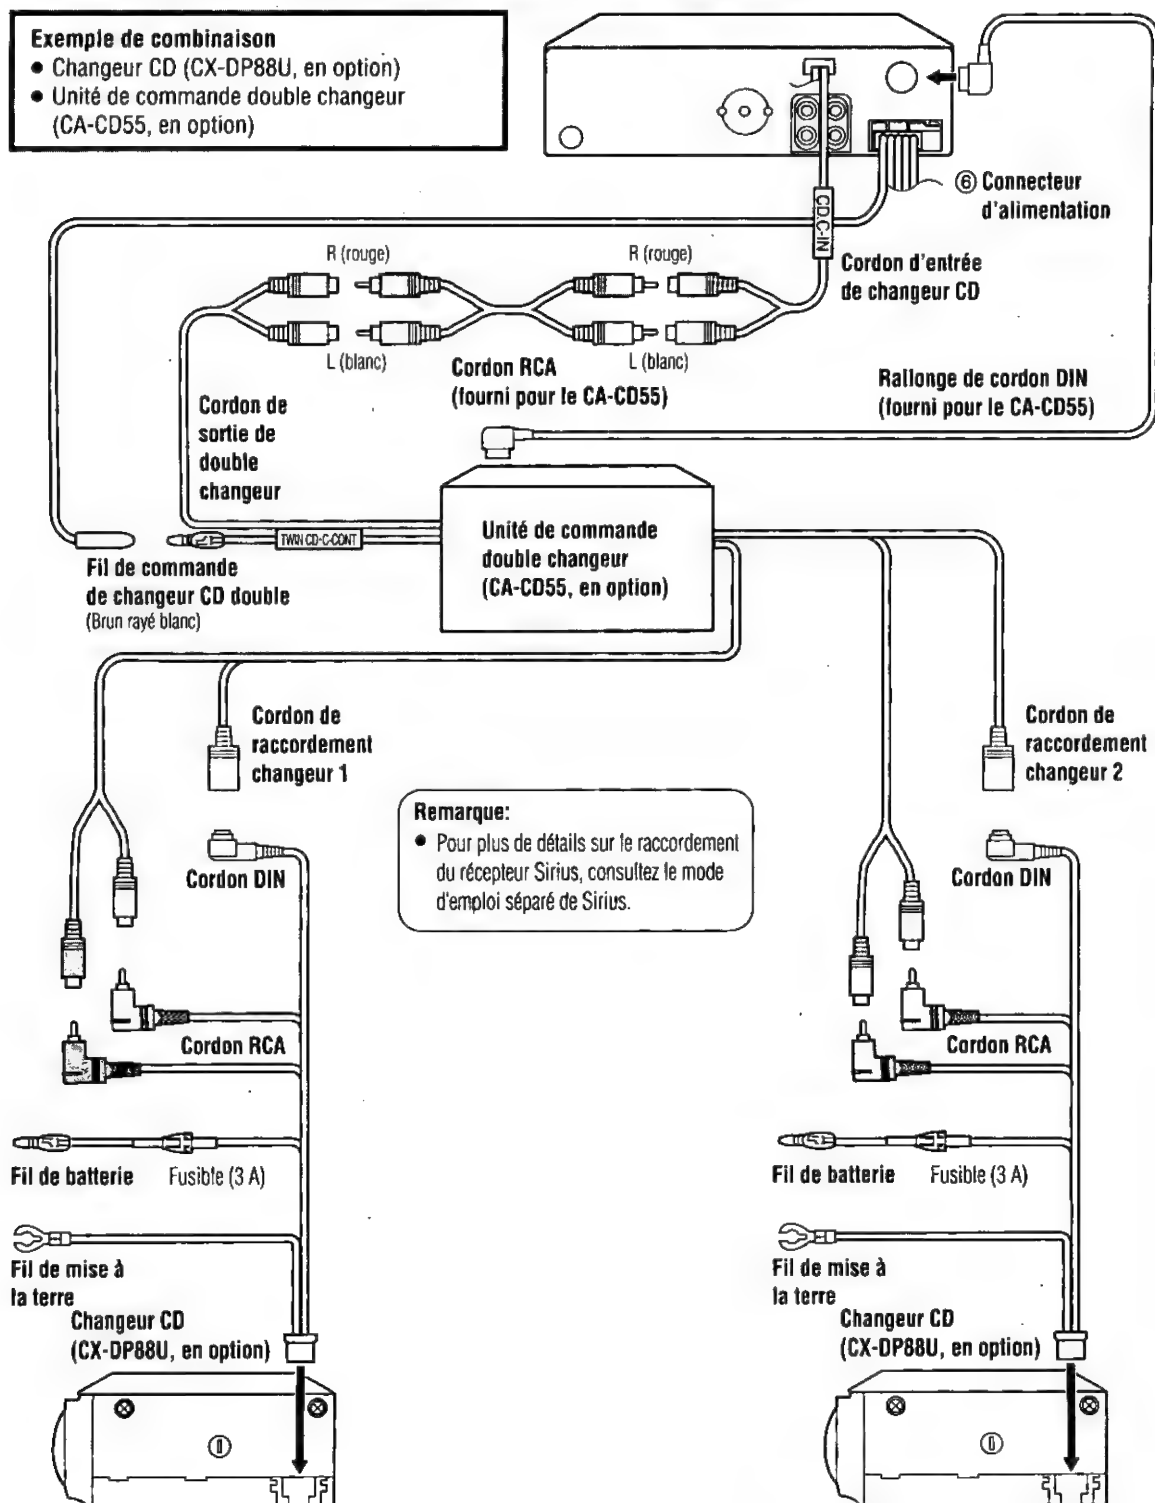 Exemple de combinaison
● Changeur CD (CX-DP88U, en option)
● Unité de commande double changeur
(CA-CD55, en option)
⑥ Connecteur
d'alimentation
CD.C-IN
R (rouge)
R (rouge)
Cordon d'entrée
de changeur CD
L (blanc)
L (blanc)
Cordon RCA
(fourni pour le CA-CD55)
Rallonge de cordon DIN
(fourni pour le CA-CD55)
Cordon de
sortie de
double
changeur
TWIN CD-C-CONT
Unité de commande
double changeur
(CA-CD55, en option)
Fil de commande
de changeur CD double
(Brun rayé blanc)
Cordon de
raccordement
changeur 1
Cordon de
raccordement
changeur 2
Remarque:
● Pour plus de détails sur le raccordement
du récepteur Sirius, consultez le mode
d'emploi séparé de Sirius.
Cordon DIN
Cordon DIN
Cordon RCA
Cordon RCA
Fil de batterie
Fusible (3 A)
Fil de batterie
Fusible (3 A)
Fil de mise à
la terre
Fil de mise à
la terre
Changeur CD
(CX-DP88U, en option)
Changeur CD
(CX-DP88U, en option)